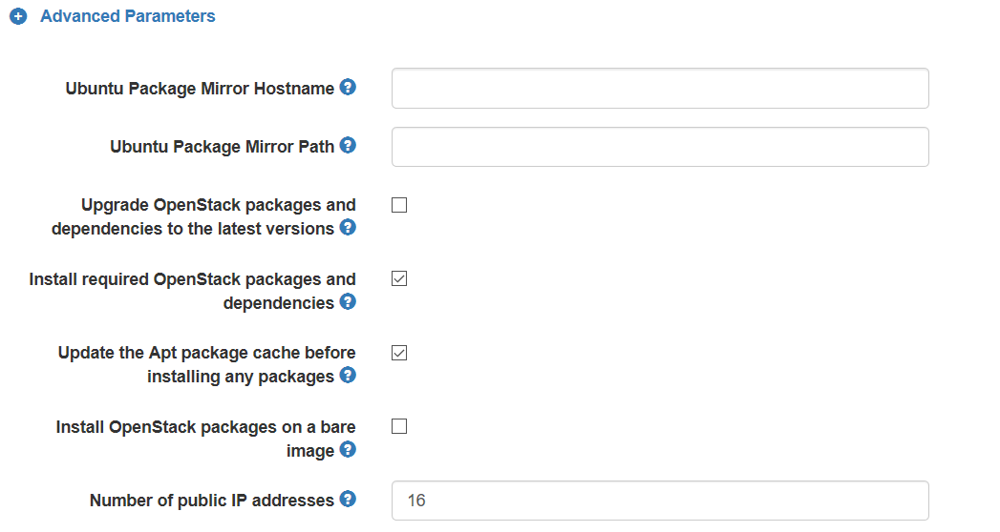 Advanced Parameters
Ubuntu Package Mirror Hostname
Ubuntu Package Mirror Path
Upgrade OpenStack packages and
dependencies to the latest versions
Install required OpenStack packages and
dependencies
Update the Apt package cache before
installing any packages
Install OpenStack packages on a bare
image
Number of public IP addresses 16